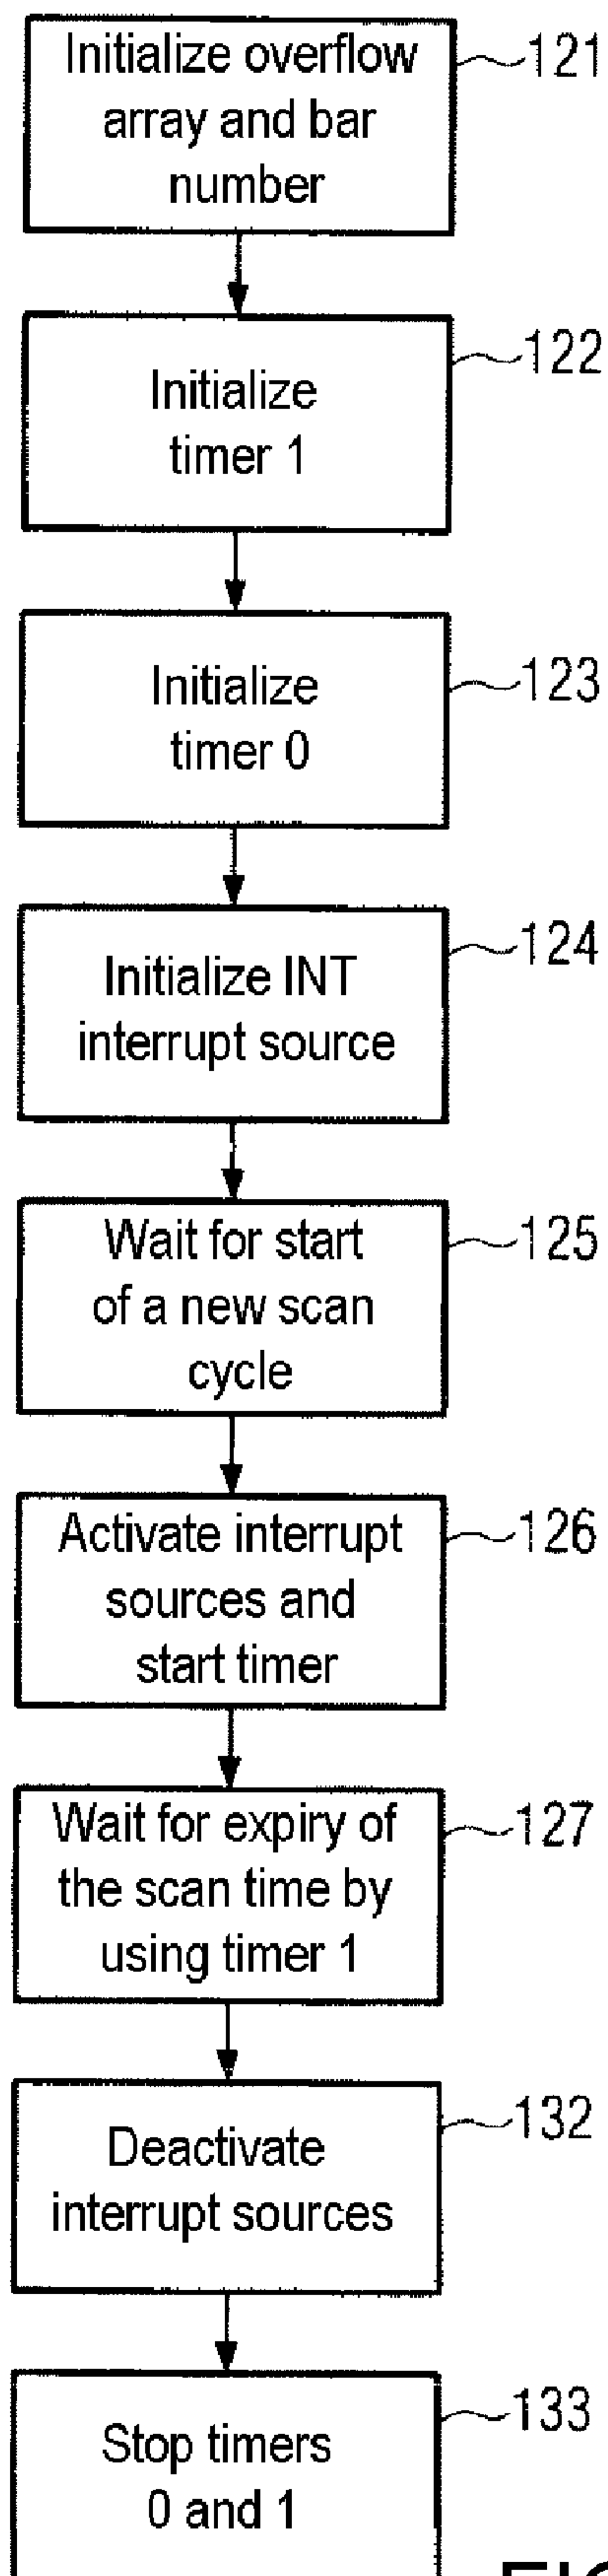 Initialize overflow
array and bar
number
121
Initialize
timer 1
122
Initialize
timer 0
123
Initialize INT
interrupt source
124
Wait for start
of a new scan
cycle
125
Activate interrupt
sources and
start timer
126
Wait for expiry of
the scan time by
using timer 1
127
Deactivate
interrupt sources
132
Stop timers
0 and 1
133